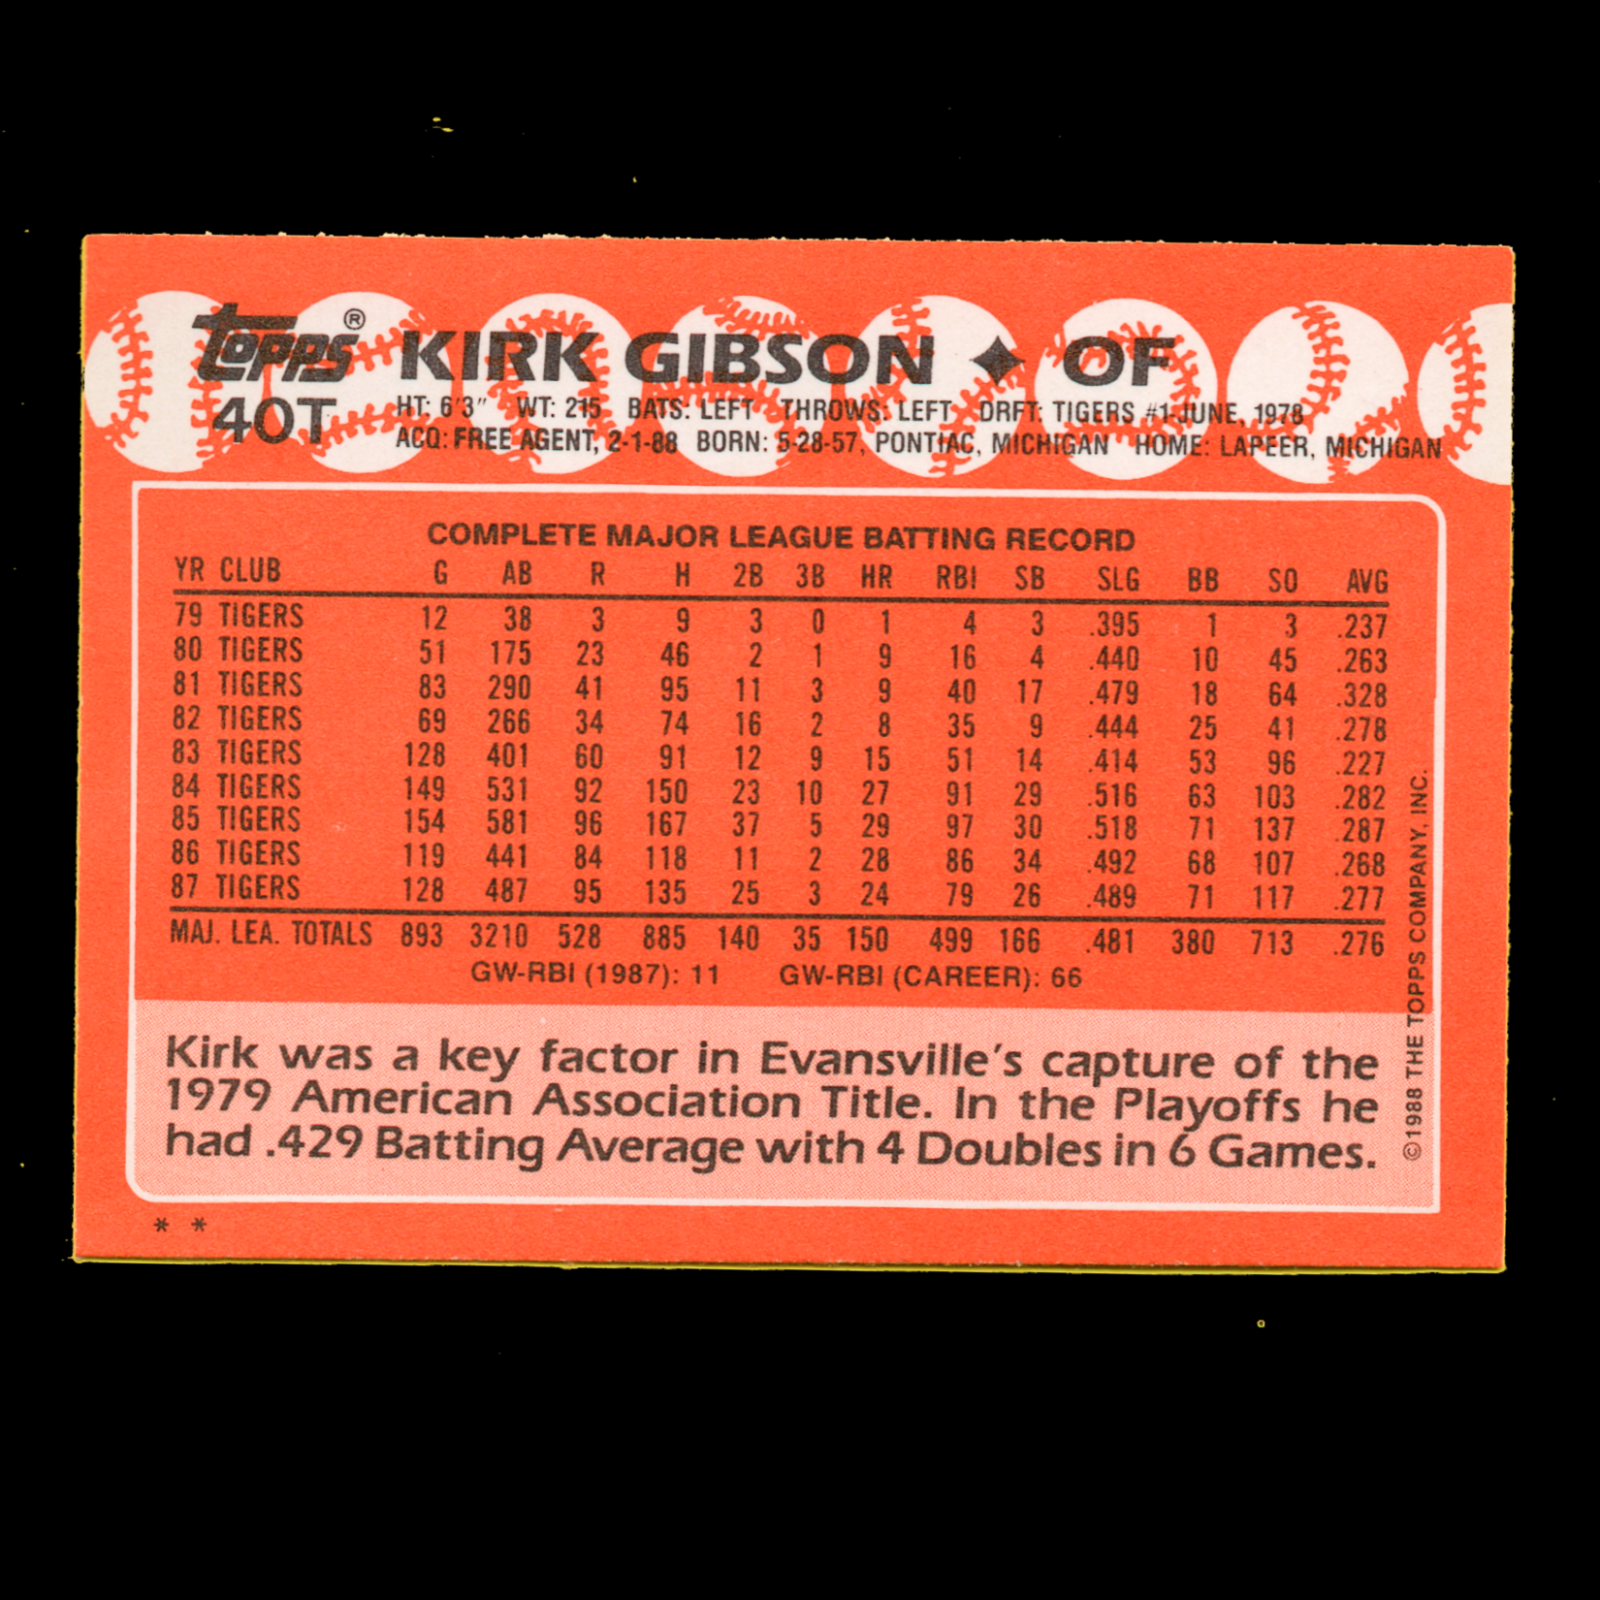 topps® KIRK GIBSON ✦ OF
40T
HT: 6'3" WT: 215 BATS: LEFT THROWS: LEFT DRFT: TIGERS #1-JUNE, 1978
ACQ: FREE AGENT, 2-1-88 BORN: 5-28-57, PONTIAC, MICHIGAN HOME: LAPEER, MICHIGAN
COMPLETE MAJOR LEAGUE BATTING RECORD
YR CLUB G AB R H 2B 3B HR RBI SB SLG BB SO AVG
79 TIGERS 12 38 3 9 3 0 1 4 3 .395 1 3 .237
80 TIGERS 51 175 23 46 2 1 9 16 4 .440 10 45 .263
81 TIGERS 83 290 41 95 11 3 9 40 17 .479 18 64 .328
82 TIGERS 69 266 34 74 16 2 8 35 9 .444 25 41 .278
83 TIGERS 128 401 60 91 12 9 15 51 14 .414 53 96 .227
84 TIGERS 149 531 92 150 23 10 27 91 29 .516 63 103 .282
85 TIGERS 154 581 96 167 37 5 29 97 30 .518 71 137 .287
86 TIGERS 119 441 84 118 11 2 28 86 34 .492 68 107 .268
87 TIGERS 128 487 95 135 25 3 24 79 26 .489 71 117 .277
MAJ. LEA. TOTALS 893 3210 528 885 140 35 150 499 166 .481 380 713 .276
GW-RBI (1987): 11 GW-RBI (CAREER): 66
Kirk was a key factor in Evansville's capture of the
1979 American Association Title. In the Playoffs he
had .429 Batting Average with 4 Doubles in 6 Games.
©1988 THE TOPPS COMPANY, INC.
* *